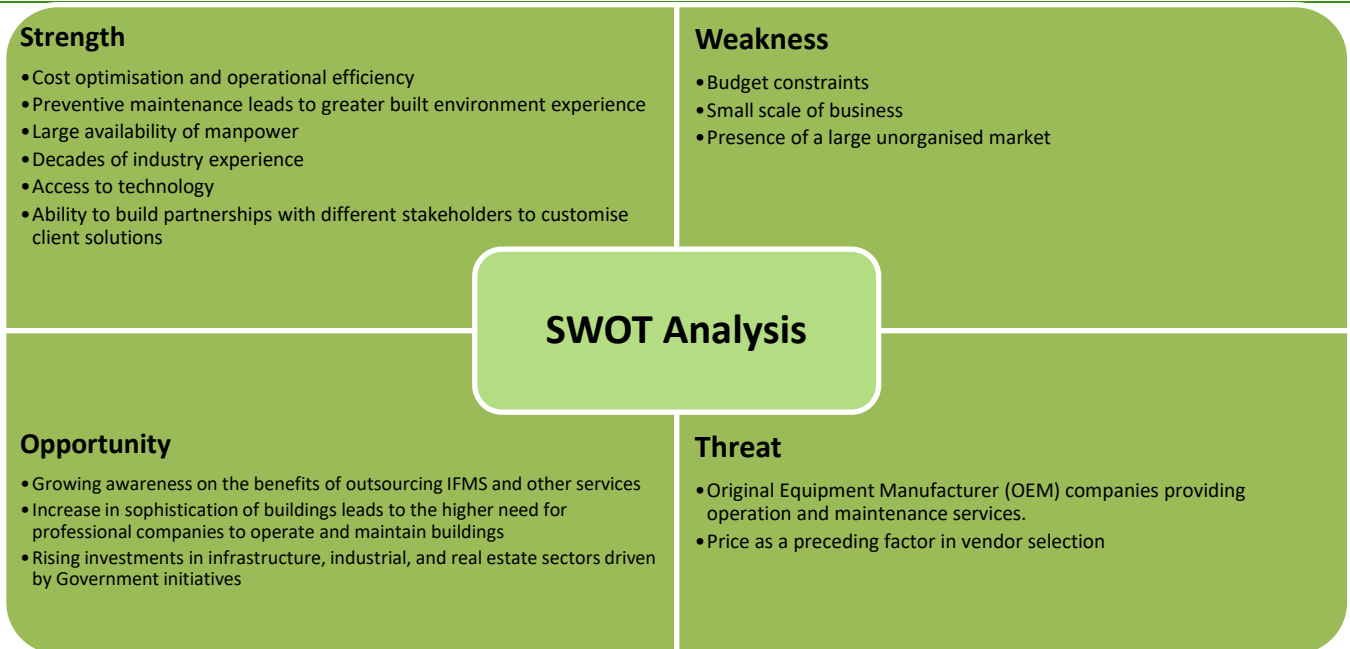 Strength
•Cost optimisation and operational efficiency
•Preventive maintenance leads to greater built environment experience
•Large availability of manpower
•Decades of industry experience
•Access to technology
•Ability to build partnerships with different stakeholders to customise
client solutions
Weakness
•Budget constraints
•Small scale of business
•Presence of a large unorganised market
SWOT Analysis
Opportunity
•Growing awareness on the benefits of outsourcing IFMS and other services
•Increase in sophistication of buildings leads to the higher need for
professional companies to operate and maintain buildings
•Rising investments in infrastructure, industrial, and real estate sectors driven
by Government initiatives
Threat
•Original Equipment Manufacturer (OEM) companies providing
operation and maintenance services.
•Price as a preceding factor in vendor selection